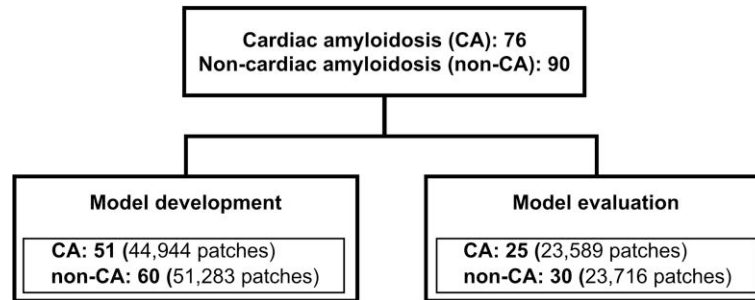 Cardiac amyloidosis (CA): 76
Non-cardiac amyloidosis (non-CA): 90
Model development
CA: 51 (44,944 patches)
non-CA: 60 (51,283 patches)
Model evaluation
CA: 25 (23,589 patches)
non-CA: 30 (23,716 patches)